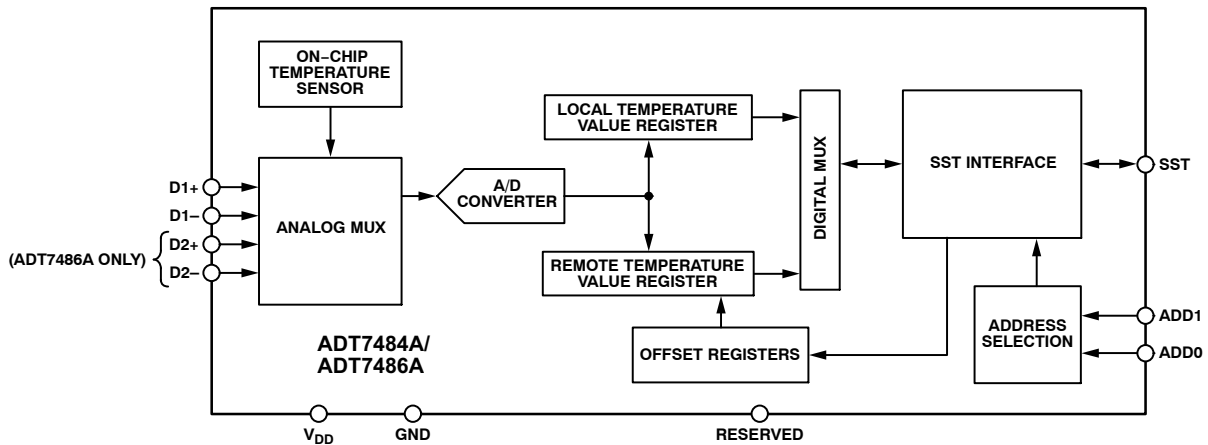 ON–CHIP
TEMPERATURE
SENSOR
LOCAL TEMPERATURE
VALUE REGISTER
DIGITAL MUX
SST INTERFACE
SST
D1+
D1–
D2+
D2–
(ADT7486A ONLY)
ANALOG MUX
A/D
CONVERTER
REMOTE TEMPERATURE
VALUE REGISTER
OFFSET REGISTERS
ADDRESS
SELECTION
ADD1
ADD0
ADT7484A/
ADT7486A
VDD
GND
RESERVED